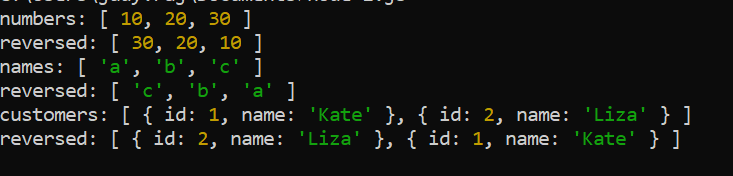 numbers: [ 10, 20, 30 ]
reversed: [ 30, 20, 10 ]
names: [ 'a', 'b', 'c' ]
reversed: [ 'c', 'b', 'a' ]
customers: [ { id: 1, name: 'Kate' }, { id: 2, name: 'Liza' } ]
reversed: [ { id: 2, name: 'Liza' }, { id: 1, name: 'Kate' } ]